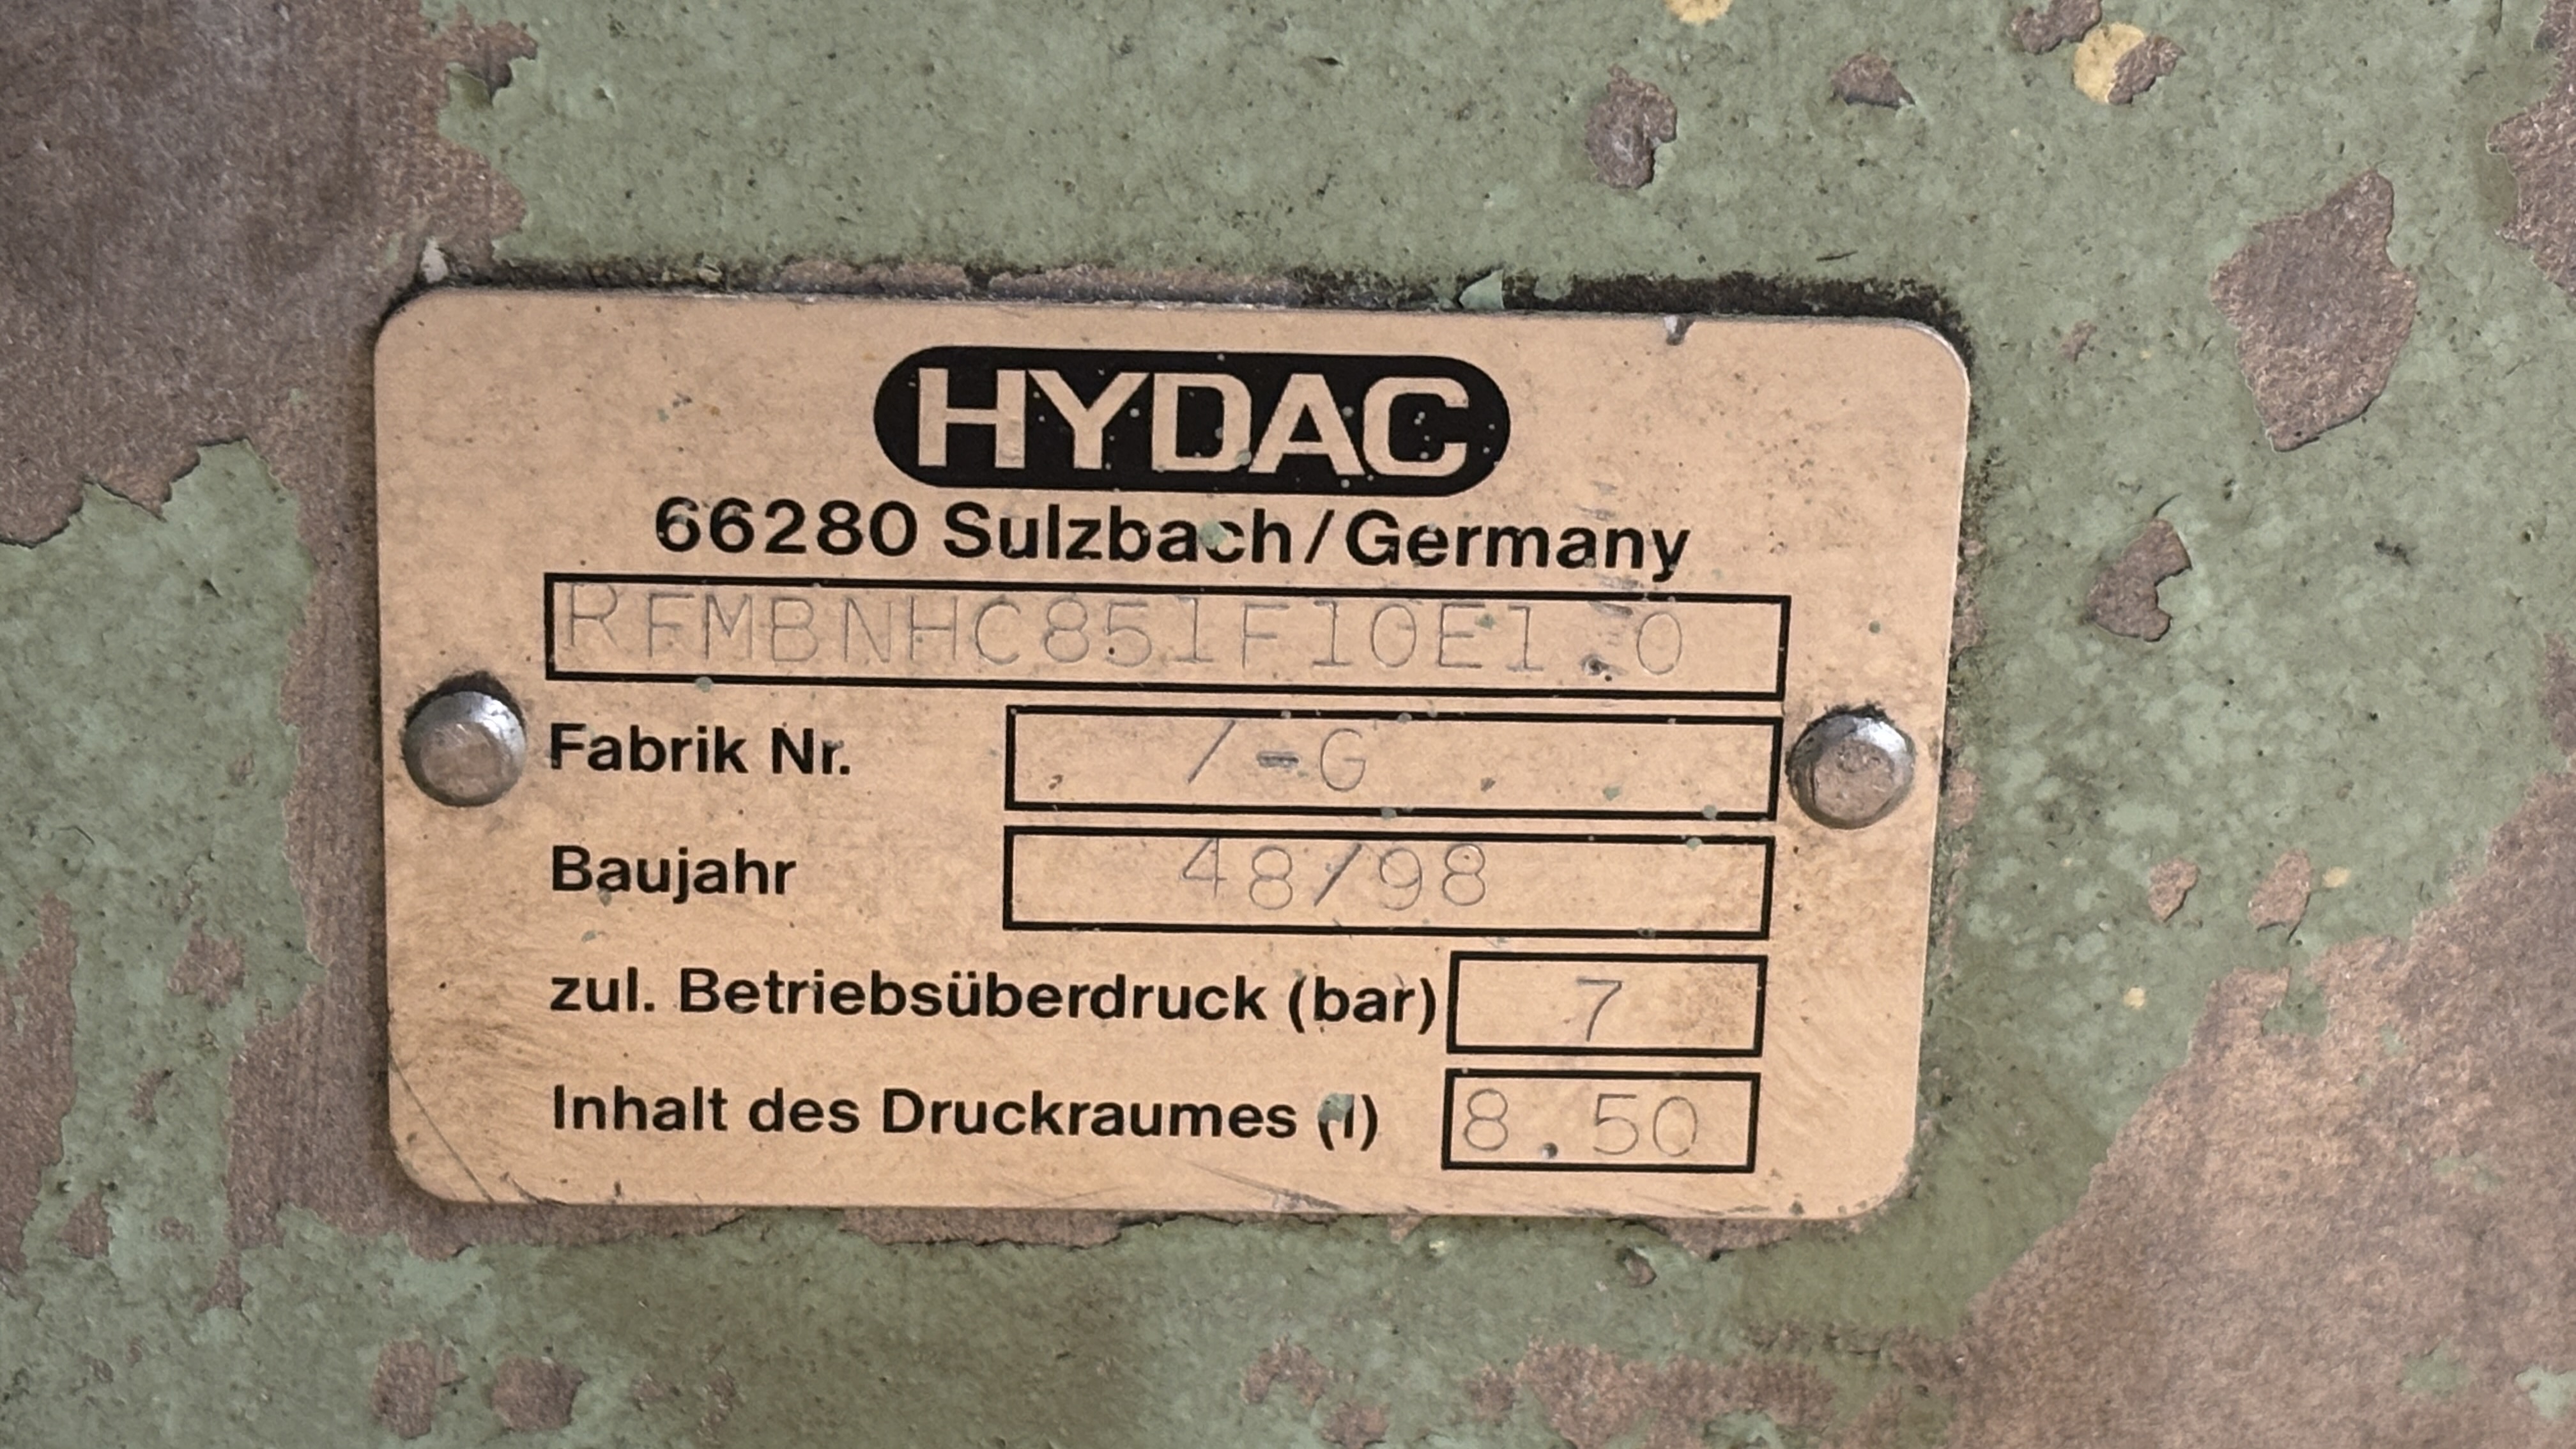 HYDAC
66280 Sulzbach/Germany
RFMBNHC851F10E1.0
Fabrik Nr. /-G
Baujahr 48/98
zul. Betriebsüberdruck (bar) 7
Inhalt des Druckraumes (l) 8.50